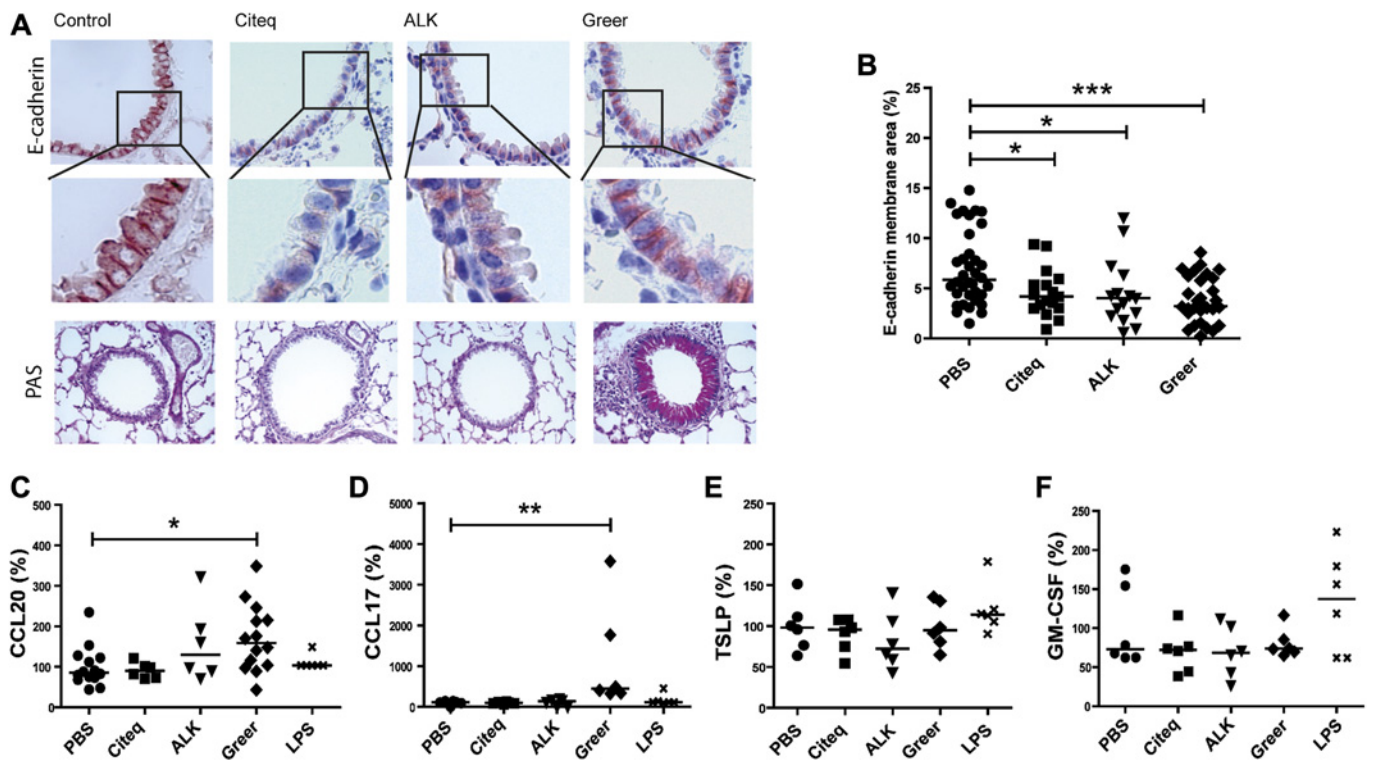 A
Control Citeq ALK Greer
E-cadherin
PAS
B
E-cadherin membrane area (%)
25
20
15
10
5
0
***
*
*
PBS Citeq ALK Greer
C
CCL20 (%)
500
400
300
200
100
0
*
PBS Citeq ALK Greer LPS
D
CCL17 (%)
5000
4000
3000
2000
1000
0
**
PBS Citeq ALK Greer LPS
E
TSLP (%)
250
200
150
100
50
0
PBS Citeq ALK Greer LPS
F
GM-CSF (%)
250
200
150
100
50
0
PBS Citeq ALK Greer LPS